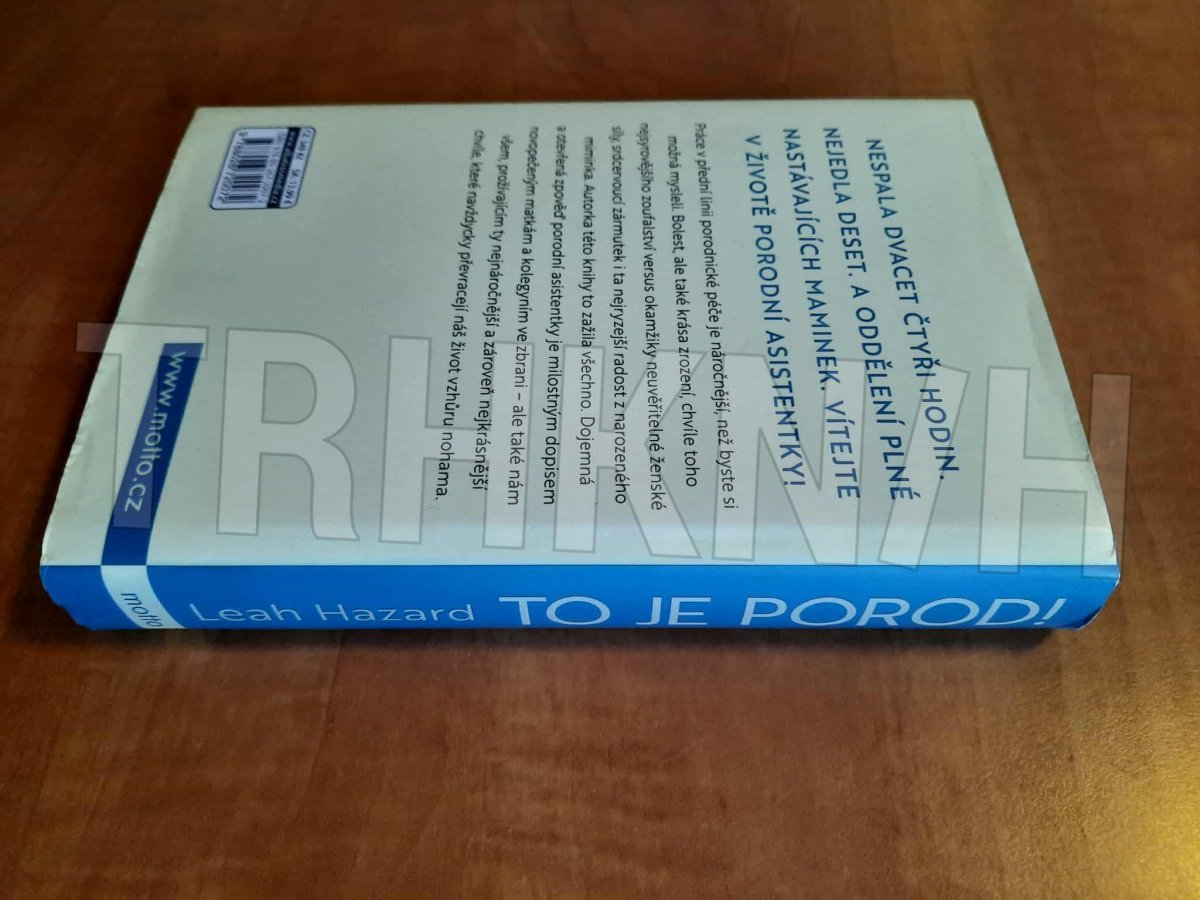 NESPALA DVACET ČTYŘI HODIN.
NEJEDLA DESET. A ODDĚLENÍ PLNÉ
NASTÁVAJÍCÍCH MAMINEK. VÍTEJTE
V ŽIVOTĚ PORODNÍ ASISTENTKY!
Práce v přední linii porodnické péče je náročnější, než byste si
možná mysleli. Bolest, ale také krása zrození, chvíle toho
nejsyrovějšího zoufalství versus okamžiky neuvěřitelné ženské
síly, srdcervoucí zármutek i ta nejryzejší radost z narozeného
miminka. Autorka této knihy to zažila všechno. Dojemná
a otevřená zpověď porodní asistentky je milostným dopisem
novopečeným matkám a kolegyním ve zbrani – ale také nám
všem, prožívajícím ty nejnáročnější a zároveň nejkrásnější
chvíle, které navždycky převracejí náš život vzhůru nohama.
www.motto.cz
motto
Leah Hazard TO JE POROD!
TRHKNIH